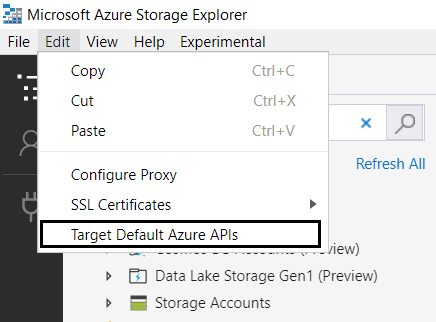 Microsoft Azure Storage Explorer
File Edit View Help Experimental
Copy Ctrl+C
Cut Ctrl+X
Paste Ctrl+V
Refresh All
Configure Proxy
SSL Certificates
Target Default Azure APIs
(Preview)
Data Lake Storage Gen1 (Preview)
Storage Accounts